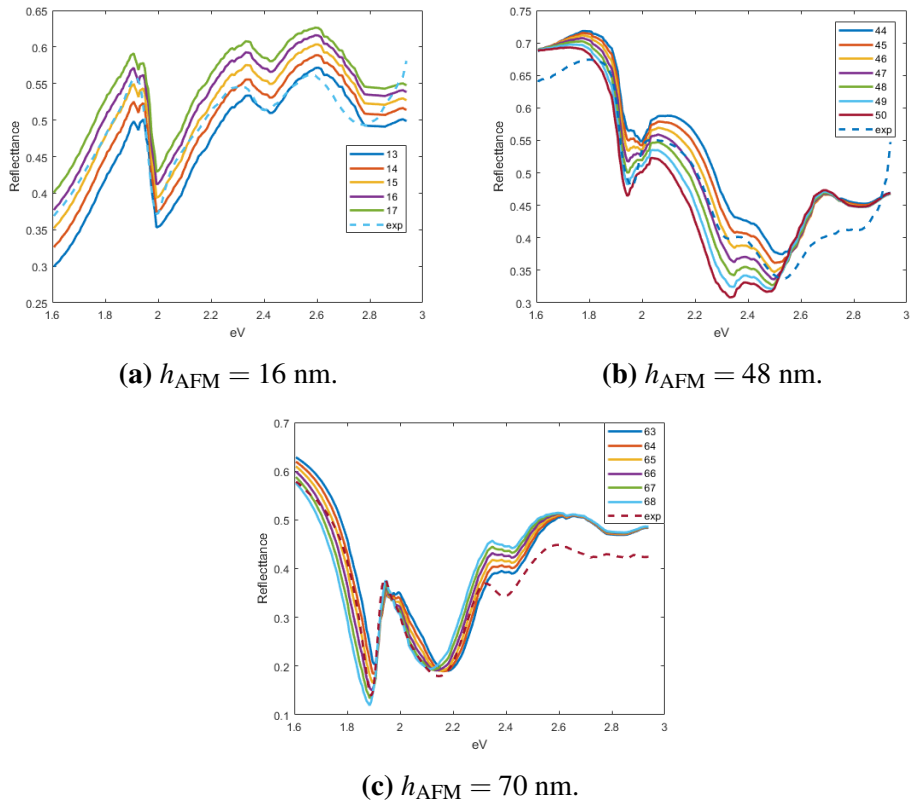 0.65
0.6
0.55
0.5
0.45
0.4
0.35
0.3
0.25
Reflecttance
1.6 1.8 2 2.2 2.4 2.6 2.8 3
eV
13
14
15
16
17
exp
(a) hAFM = 16 nm.
0.75
0.7
0.65
0.6
0.55
0.5
0.45
0.4
0.35
0.3
Reflecttance
1.6 1.8 2 2.2 2.4 2.6 2.8 3
eV
44
45
46
47
48
49
50
exp
(b) hAFM = 48 nm.
0.7
0.6
0.5
0.4
0.3
0.2
0.1
Reflecttance
1.6 1.8 2 2.2 2.4 2.6 2.8 3
eV
63
64
65
66
67
68
exp
(c) hAFM = 70 nm.